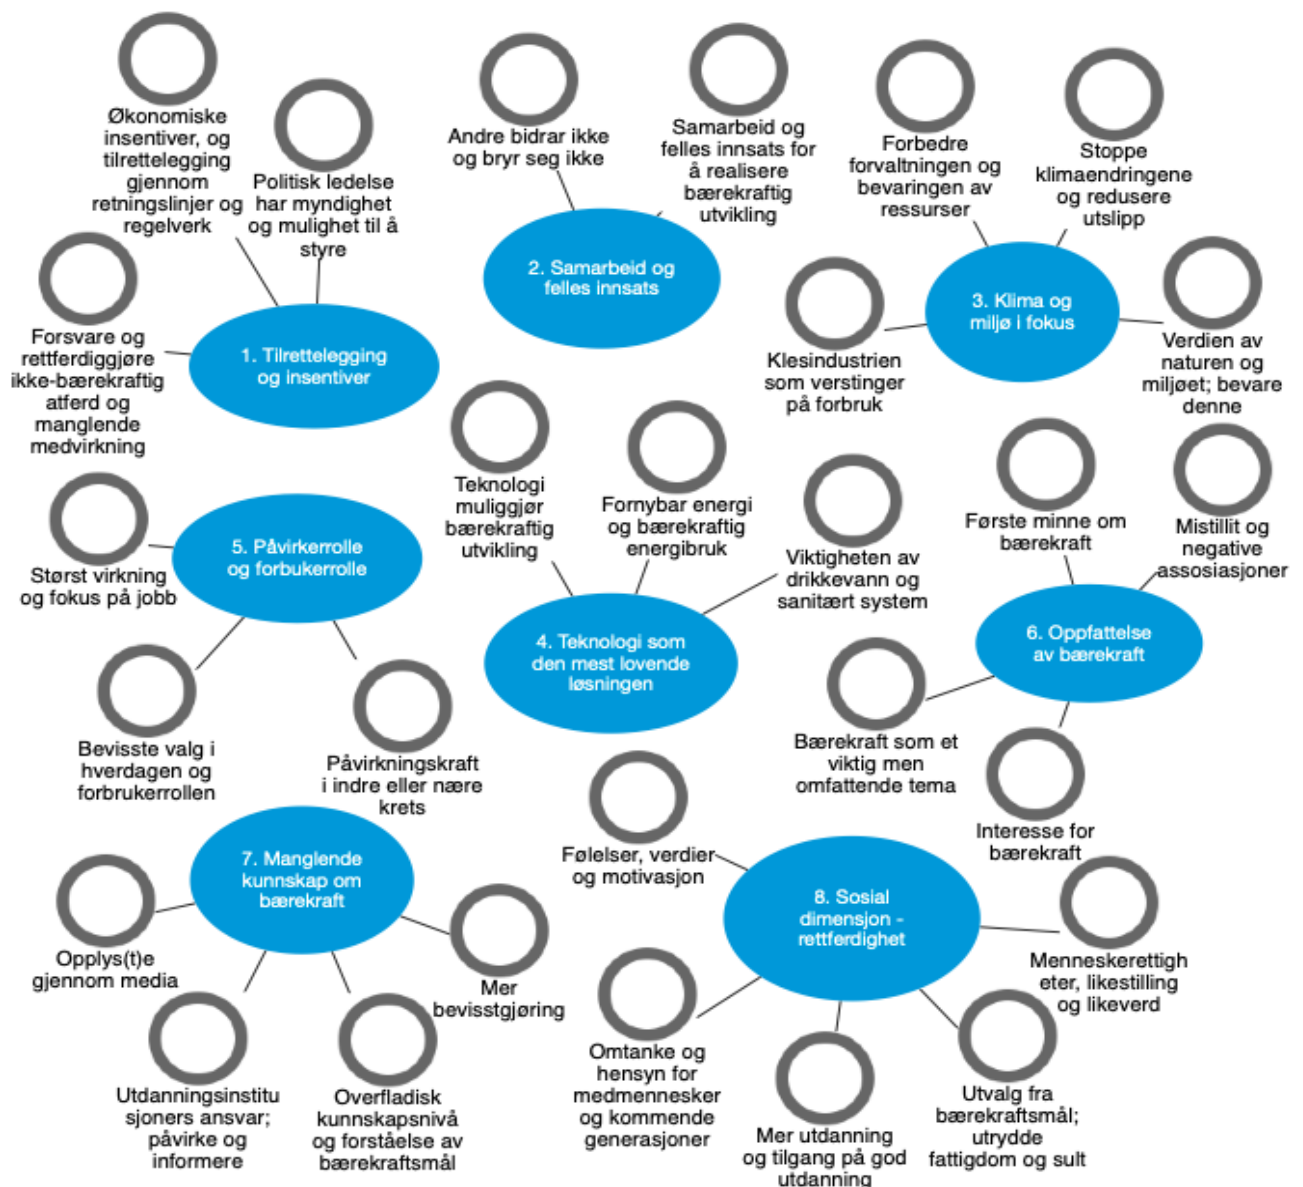 Økonomiske
insentiver, og
tilrettelegging
gjennom
retningslinjer og
regelverk
Politisk ledelse
har myndighet
og mulighet til å
styre
Forsvare og
rettferdiggjøre
ikke-bærekraftig
atferd og
manglende
medvirkning
1. Tilrettelegging
og insentiver
Andre bidrar ikke
og bryr seg ikke
Samarbeid og
felles innsats for
å realisere
bærekraftig
utvikling
2. Samarbeid og
felles innsats
Forbedre
forvaltningen og
bevaringen av
ressurser
Stoppe
klimaendringene
og redusere
utslipp
Klesindustrien
som verstinger
på forbruk
3. Klima og
miljø i fokus
Verdien av
naturen og
miljøet; bevare
denne
Teknologi
muliggjør
bærekraftig
utvikling
Fornybar energi
og bærekraftig
energibruk
Viktigheten av
drikkevann og
sanitært system
4. Teknologi som
den mest lovende
løsningen
Størst virkning
og fokus på jobb
5. Påvirkerrolle
og forbukerrolle
Bevisste valg i
hverdagen og
forbrukerrollen
Påvirkningskraft
i indre eller nære
krets
Første minne om
bærekraft
Mistillit og
negative
assosiasjoner
6. Oppfattelse
av bærekraft
Bærekraft som et
viktig men
omfattende tema
Interesse for
bærekraft
7. Manglende
kunnskap om
bærekraft
Opplys(t)e
gjennom media
Utdanningsinstitu
sjoners ansvar;
påvirke og
informere
Overfladisk
kunnskapsnivå
og forståelse av
bærekraftsmål
Mer
bevisstgjøring
Følelser, verdier
og motivasjon
8. Sosial
dimensjon -
rettferdighet
Menneskerettigh
eter, likestilling
og likeverd
Omtanke og
hensyn for
medmennesker
og kommende
generasjoner
Mer utdanning
og tilgang på god
utdanning
Utvalg fra
bærekraftsmål;
utrydde
fattigdom og sult